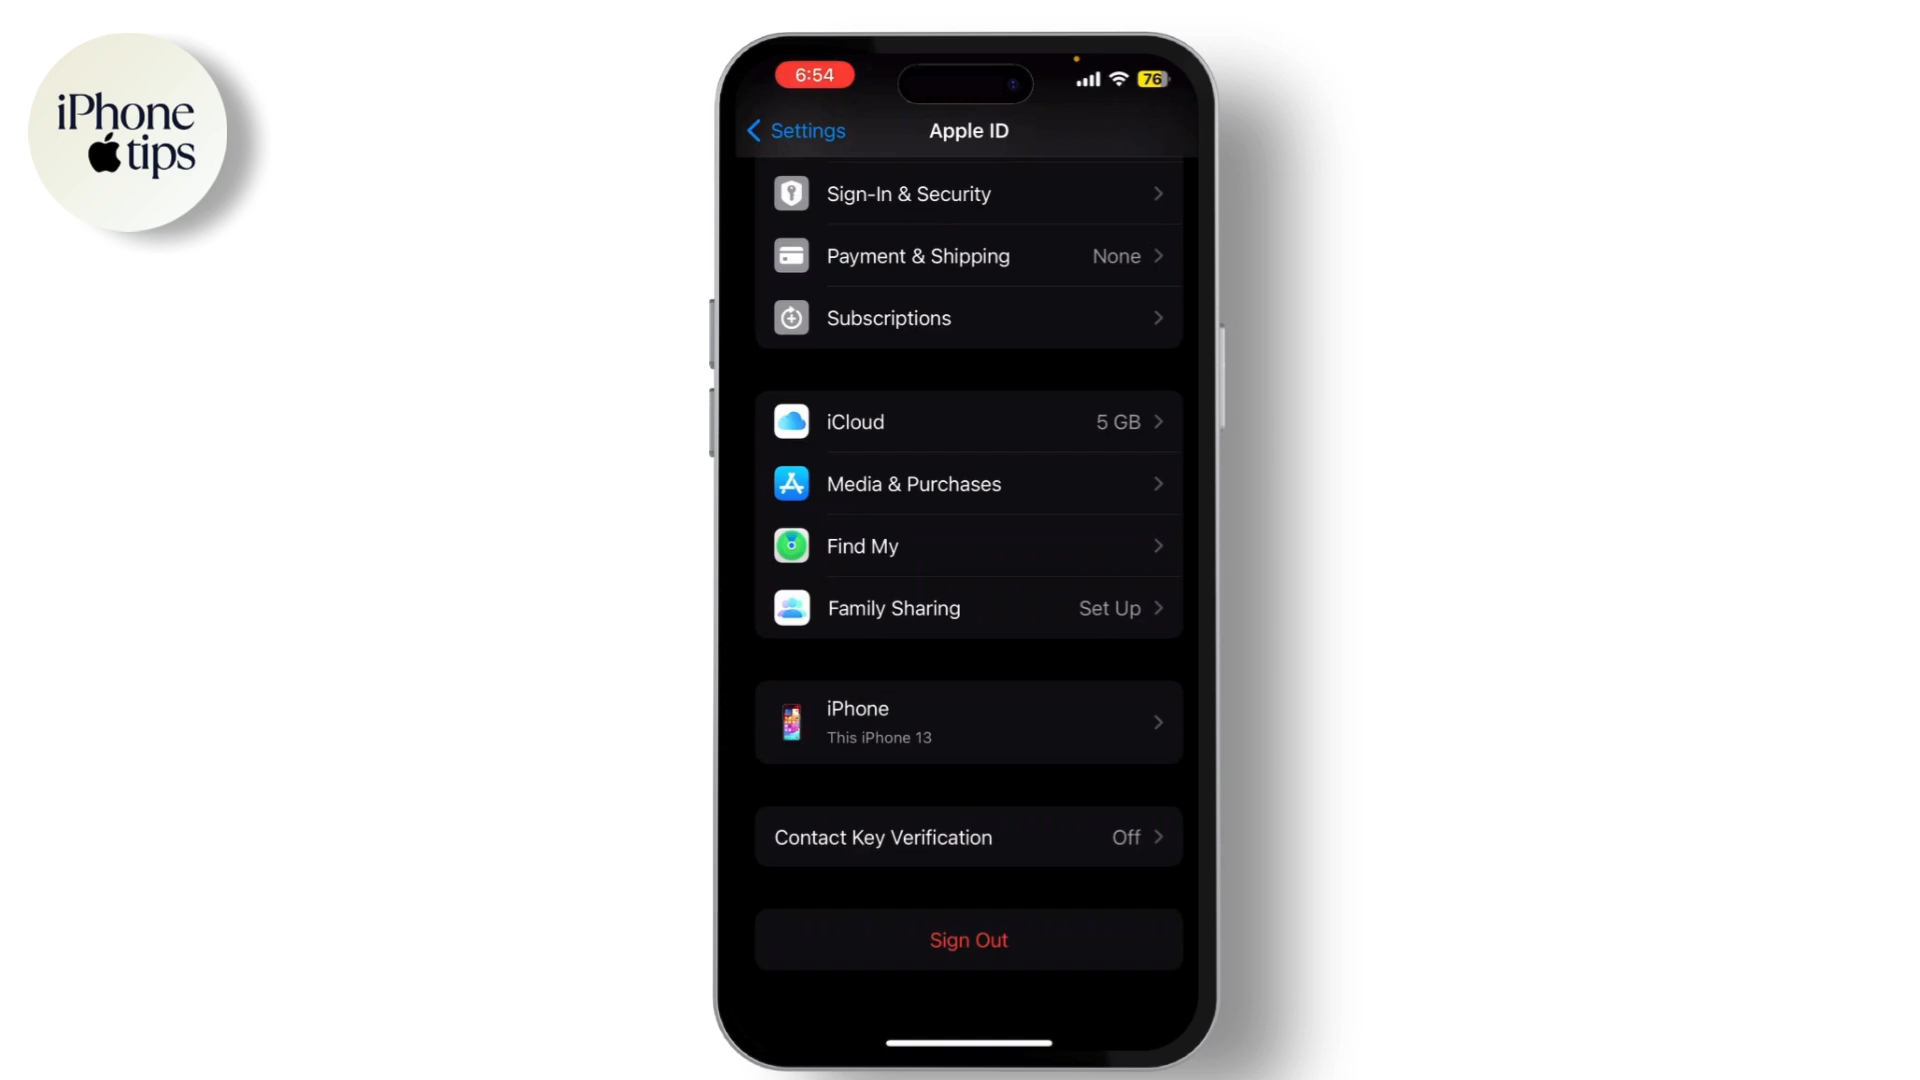 iPhone
tips
6:54
76
Settings
Apple ID
Sign-In & Security
Payment & Shipping None
Subscriptions
iCloud 5 GB
Media & Purchases
Find My
Family Sharing Set Up
iPhone
This iPhone 13
Contact Key Verification Off
Sign Out